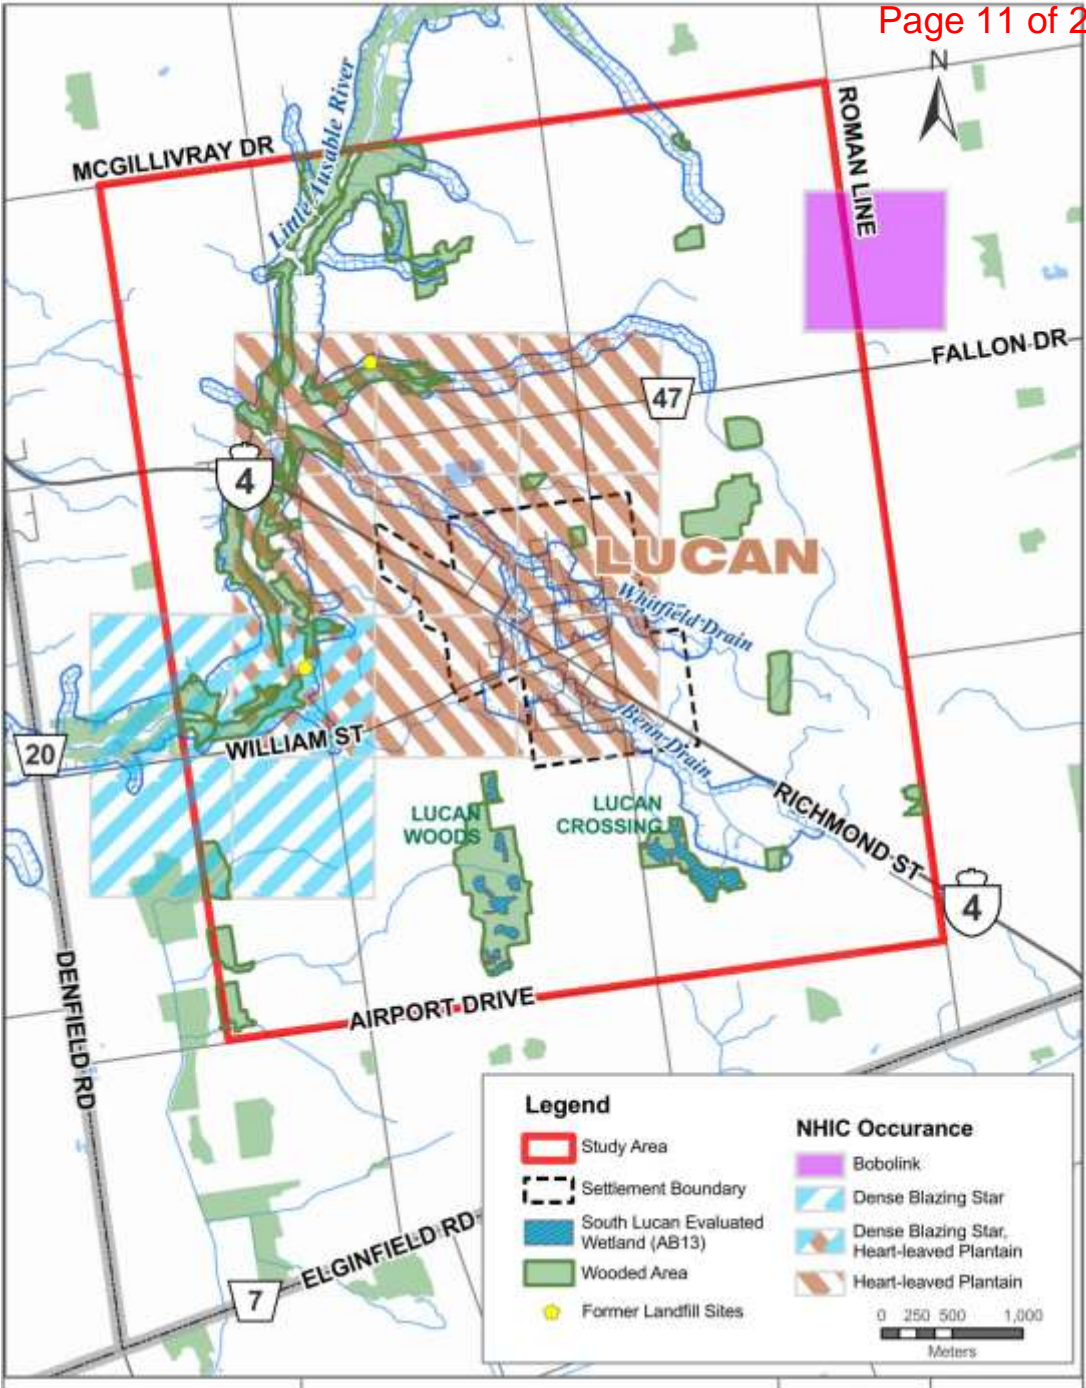 Page 11 of 2
N
MCGILLIVRAY DR
Little Ausable River
ROMAN LINE
FALLON DR
47
4
LUCAN
Whitfield Drain
20
WILLIAM ST
Benn Drain
LUCAN
WOODS
LUCAN
CROSSING
RICHMOND ST
4
DENFIELD RD
AIRPORT DRIVE
ELGINFIELD RD
7
Legend
Study Area
Settlement Boundary
South Lucan Evaluated
Wetland (AB13)
Wooded Area
Former Landfill Sites
NHIC Occurance
Bobolink
Dense Blazing Star
Dense Blazing Star,
Heart-leaved Plantain
Heart-leaved Plantain
0 250 500 1,000
Meters